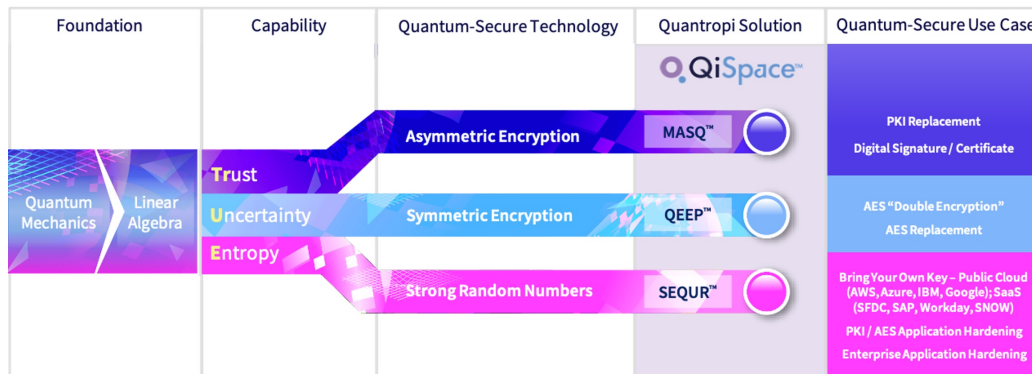 Foundation
Capability
Quantum-Secure Technology
Quantropi Solution
Quantum-Secure Use Case
QiSpace™
Quantum
Mechanics
Linear
Algebra
Trust
Uncertainty
Entropy
Asymmetric Encryption
Symmetric Encryption
Strong Random Numbers
MASQ™
QEEP™
SEQUR™
PKI Replacement
Digital Signature / Certificate
AES “Double Encryption”
AES Replacement
Bring Your Own Key – Public Cloud
(AWS, Azure, IBM, Google); SaaS
(SFDC, SAP, Workday, SNOW)
PKI / AES Application Hardening
Enterprise Application Hardening